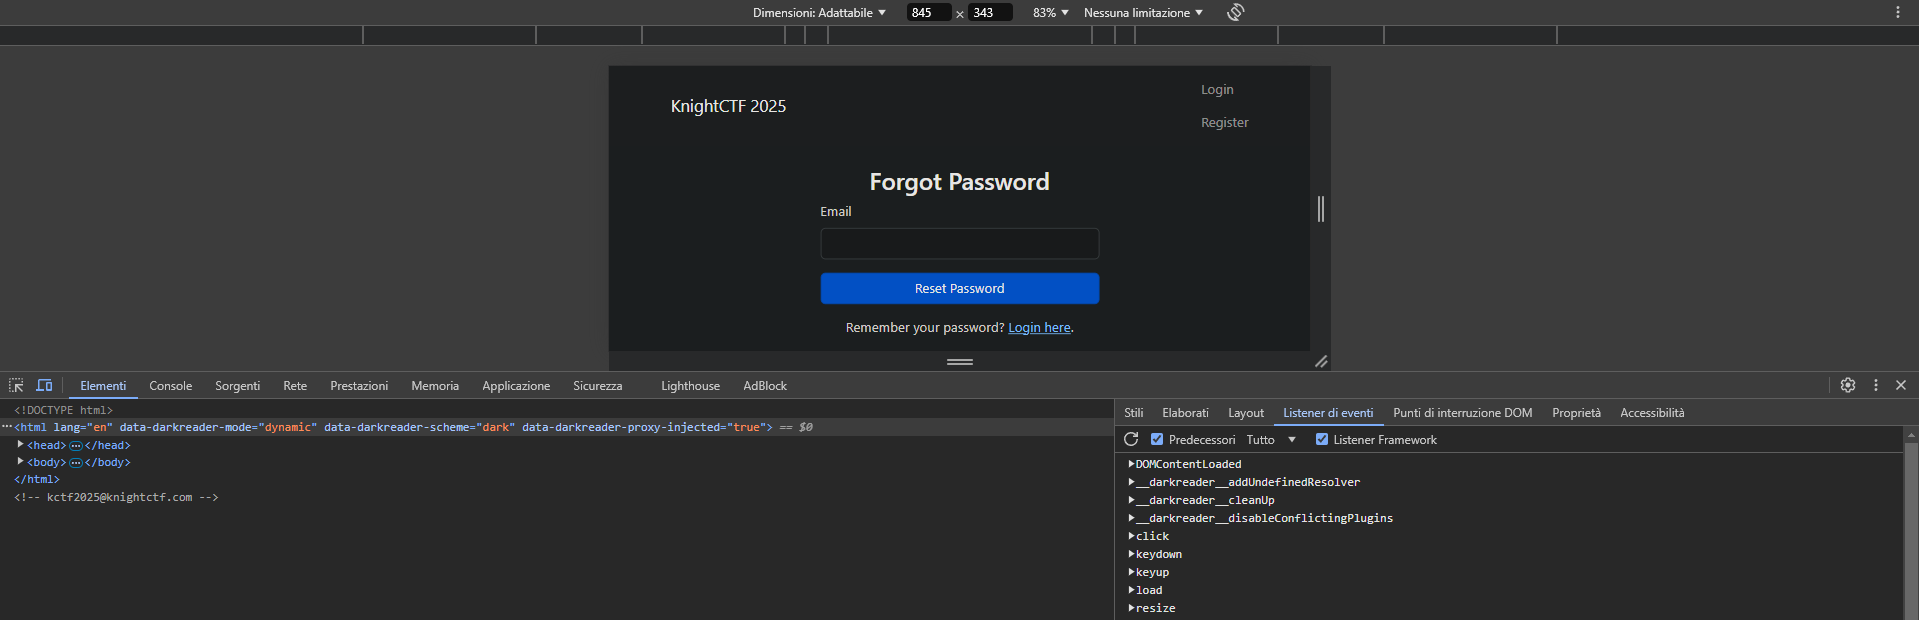 Dimensioni: Adattabile ▼ 845 × 343 83% ▼ Nessuna limitazione ▼
KnightCTF 2025
Login
Register
Forgot Password
Email
Reset Password
Remember your password? Login here.
Elementi Console Sorgenti Rete Prestazioni Memoria Applicazione Sicurezza Lighthouse AdBlock
<!DOCTYPE html>
<html lang="en" data-darkreader-mode="dynamic" data-darkreader-scheme="dark" data-darkreader-proxy-injected="true"> == $0
<head> ⋯ </head>
<body> ⋯ </body>
</html>
<!-- kctf2025@knightctf.com -->
Stili Elaborati Layout Listener di eventi Punti di interruzione DOM Proprietà Accessibilità
Predecessori Tutto ▼ Listener Framework
DOMContentLoaded
__darkreader__addUndefinedResolver
__darkreader__cleanUp
__darkreader__disableConflictingPlugins
click
keydown
keyup
load
resize